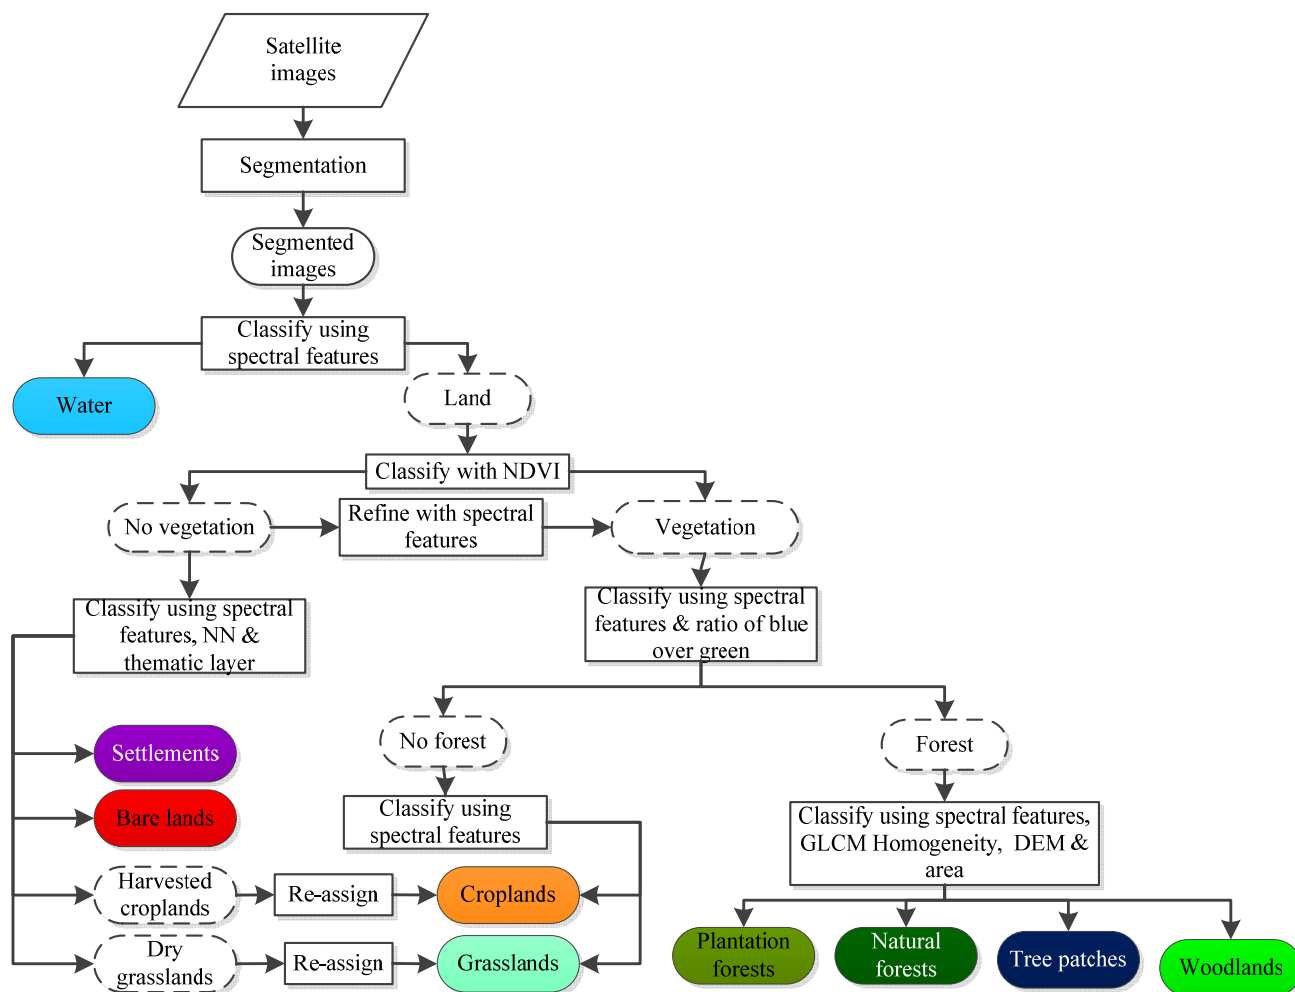 Satellite
images
Segmentation
Segmented
images
Classify using
spectral features
Water
Land
Classify with NDVI
No vegetation
Refine with spectral
features
Vegetation
Classify using spectral
features, NN &
thematic layer
Classify using spectral
features & ratio of blue
over green
Settlements
No forest
Forest
Bare lands
Classify using
spectral features
Classify using spectral features,
GLCM Homogeneity, DEM &
area
Harvested
croplands
Re-assign
Croplands
Dry
grasslands
Re-assign
Grasslands
Plantation
forests
Natural
forests
Tree patches
Woodlands